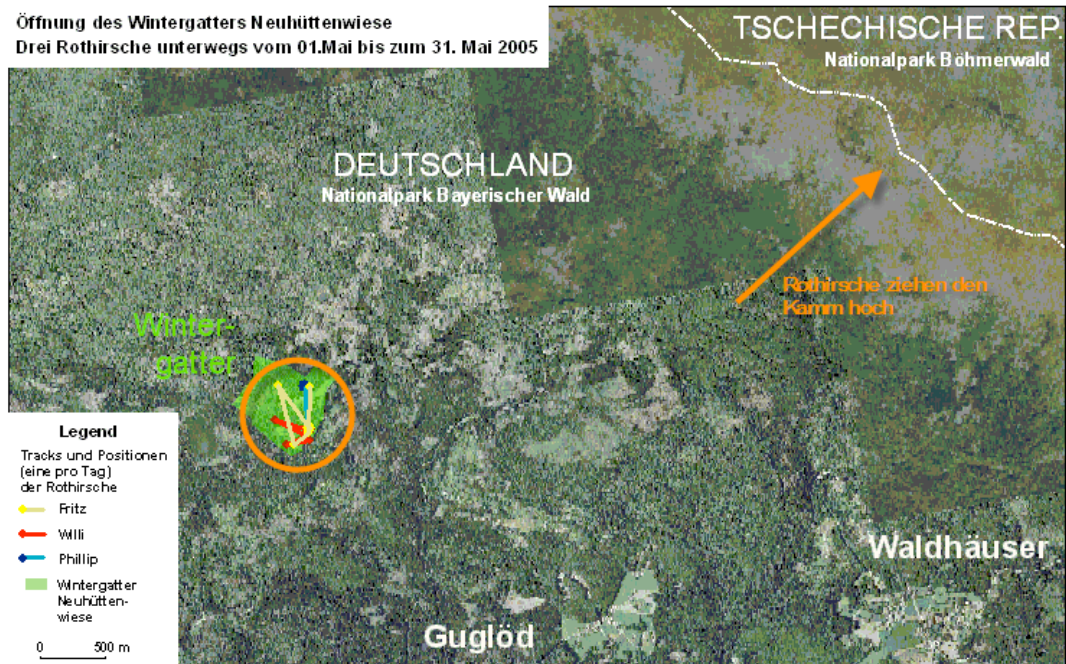 Öffnung des Wintergatters Neuhüttenwiese
Drei Rothirsche unterwegs vom 01.Mai bis zum 31. Mai 2005
TSCHECHISCHE REP.
Nationalpark Böhmerwald
DEUTSCHLAND
Nationalpark Bayerischer Wald
Rothirsche ziehen den
Kamm hoch
Winter-
gatter
Legend
Tracks und Positionen
(eine pro Tag)
der Rothirsche
Fritz
Willi
Phillip
Wintergatter
Neuhütten-
wiese
0 500 m
Waldhäuser
Guglöd